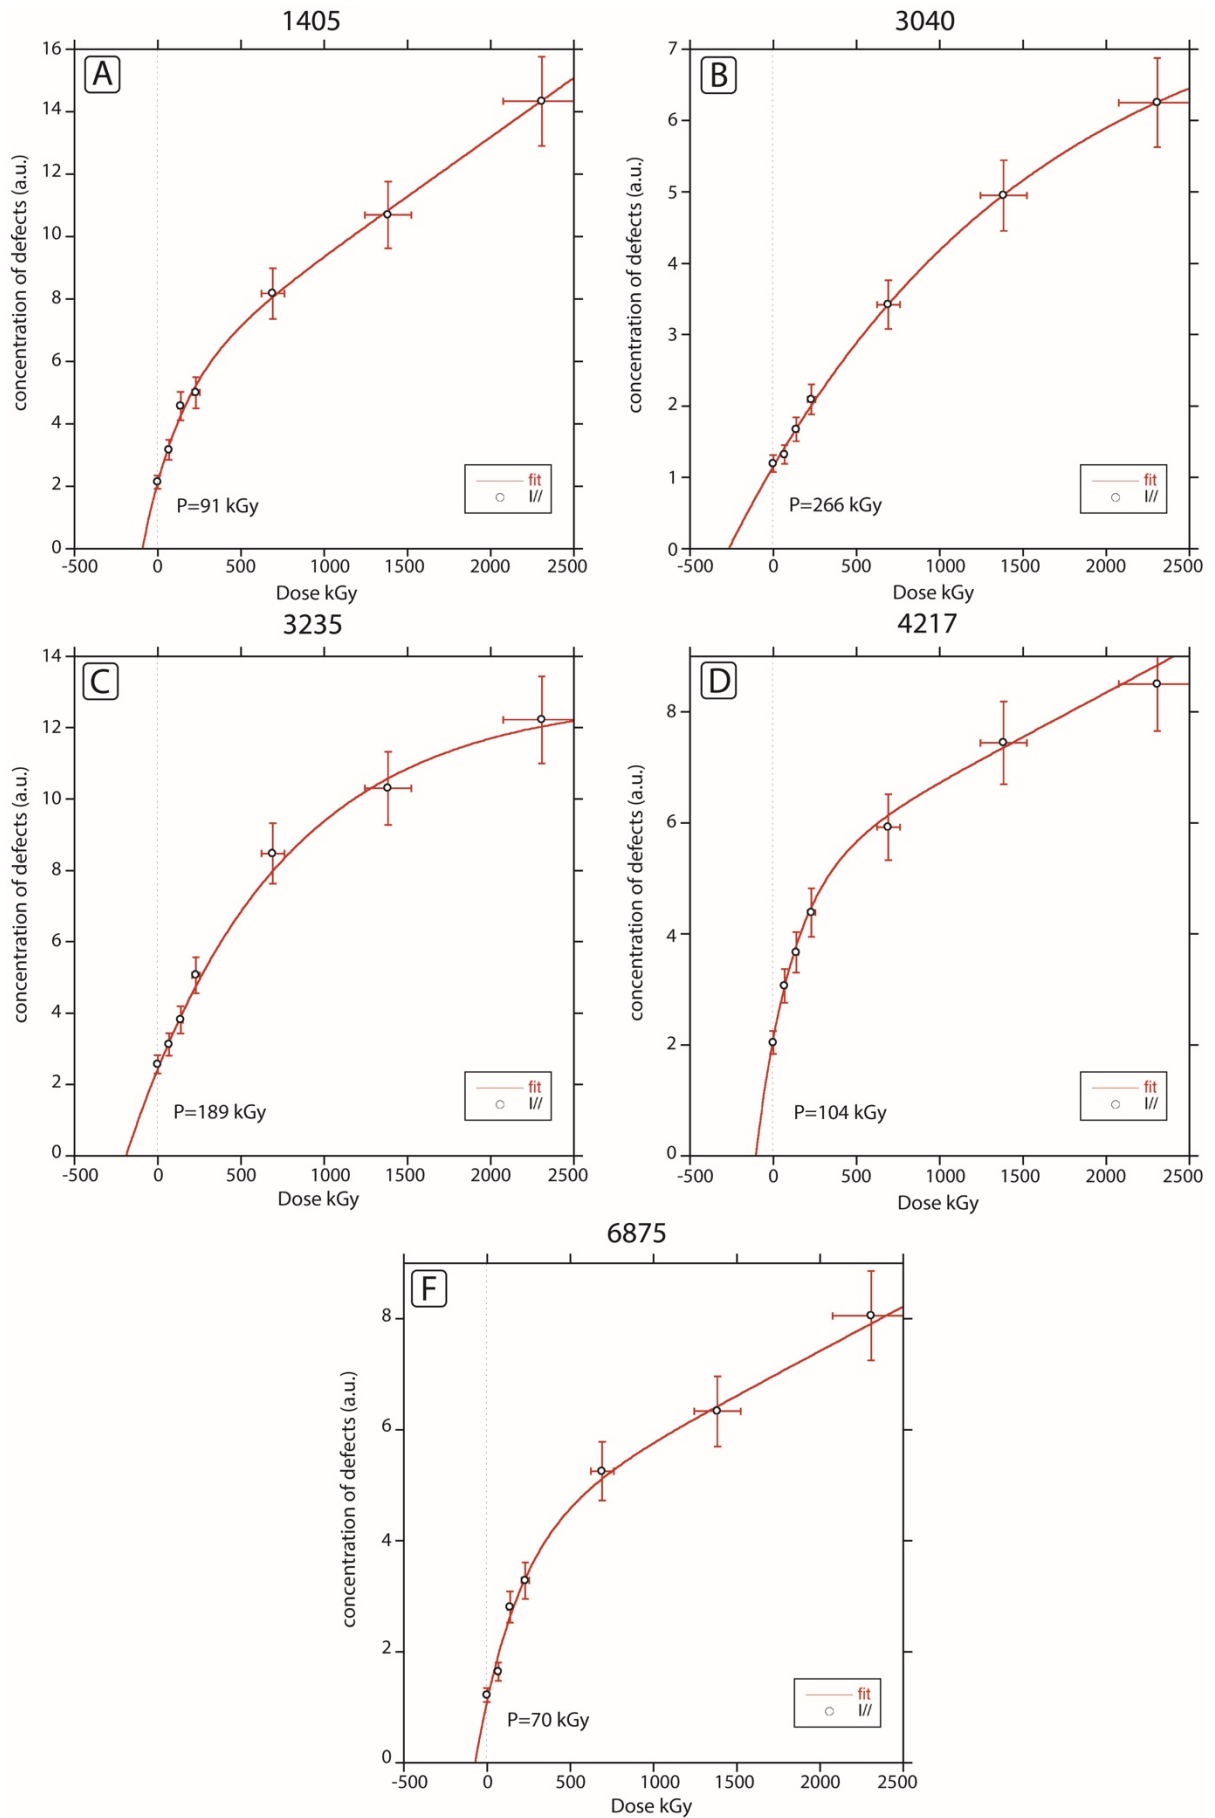 1405
A
16
14
12
10
8
6
4
2
0
concentration of defects (a.u.)
P=91 kGy
fit
I//
-500 0 500 1000 1500 2000 2500
Dose kGy
3040
B
7
6
5
4
3
2
1
0
concentration of defects (a.u.)
P=266 kGy
fit
I//
-500 0 500 1000 1500 2000 2500
Dose kGy
3235
C
14
12
10
8
6
4
2
0
concentration of defects (a.u.)
P=189 kGy
fit
I//
-500 0 500 1000 1500 2000 2500
Dose kGy
4217
D
8
6
4
2
0
concentration of defects (a.u.)
P=104 kGy
fit
I//
-500 0 500 1000 1500 2000 2500
Dose kGy
6875
F
8
6
4
2
0
concentration of defects (a.u.)
P=70 kGy
fit
I//
-500 0 500 1000 1500 2000 2500
Dose kGy